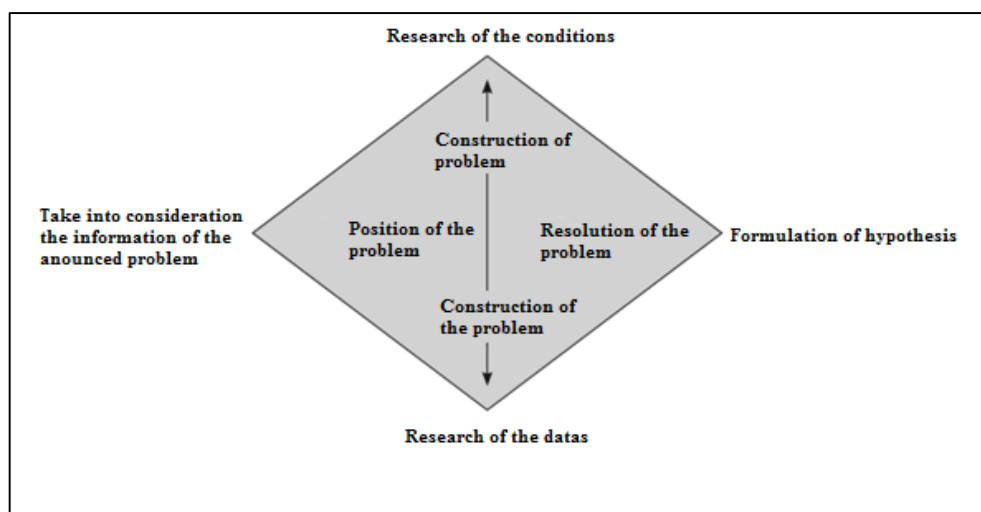 Research of the conditions
Construction of
problem
Take into consideration
the information of the
anounced problem
Position of the
problem
Resolution of the
problem
Formulation of hypothesis
Construction of
the problem
Research of the datas